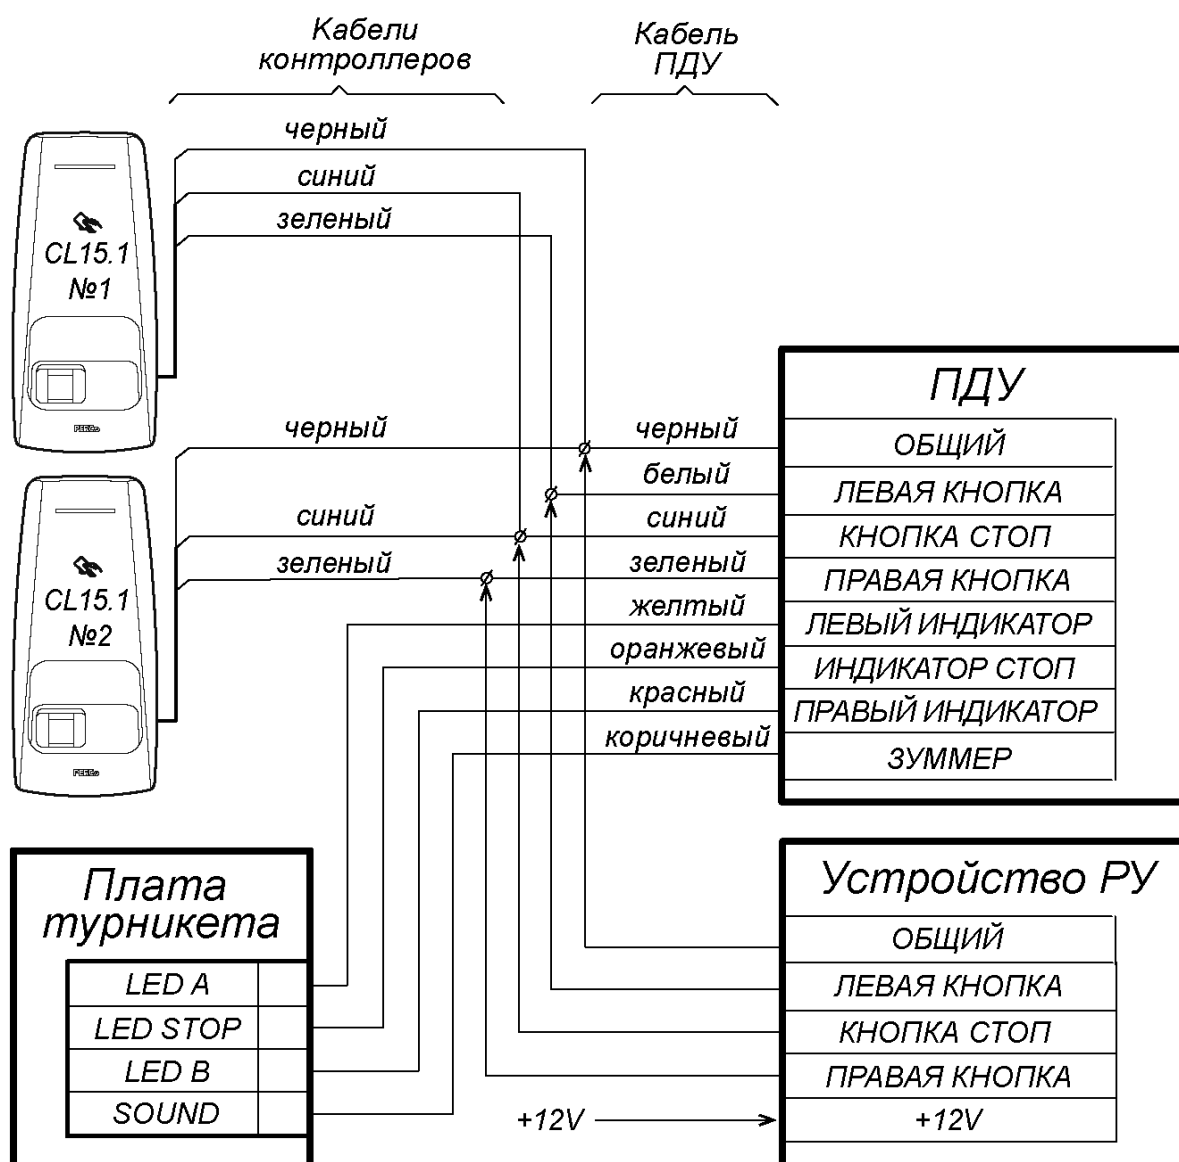 Кабели
контроллеров
Кабель
ПДУ
черный
синий
зеленый
CL15.1
№1
PERCo
черный
синий
зеленый
CL15.1
№2
PERCo
черный
белый
синий
зеленый
желтый
оранжевый
красный
коричневый
ПДУ
ОБЩИЙ
ЛЕВАЯ КНОПКА
КНОПКА СТОП
ПРАВАЯ КНОПКА
ЛЕВЫЙ ИНДИКАТОР
ИНДИКАТОР СТОП
ПРАВЫЙ ИНДИКАТОР
ЗУММЕР
Плата
турникета
LED A
LED STOP
LED B
SOUND
Устройство РУ
ОБЩИЙ
ЛЕВАЯ КНОПКА
КНОПКА СТОП
ПРАВАЯ КНОПКА
+12V
+12V